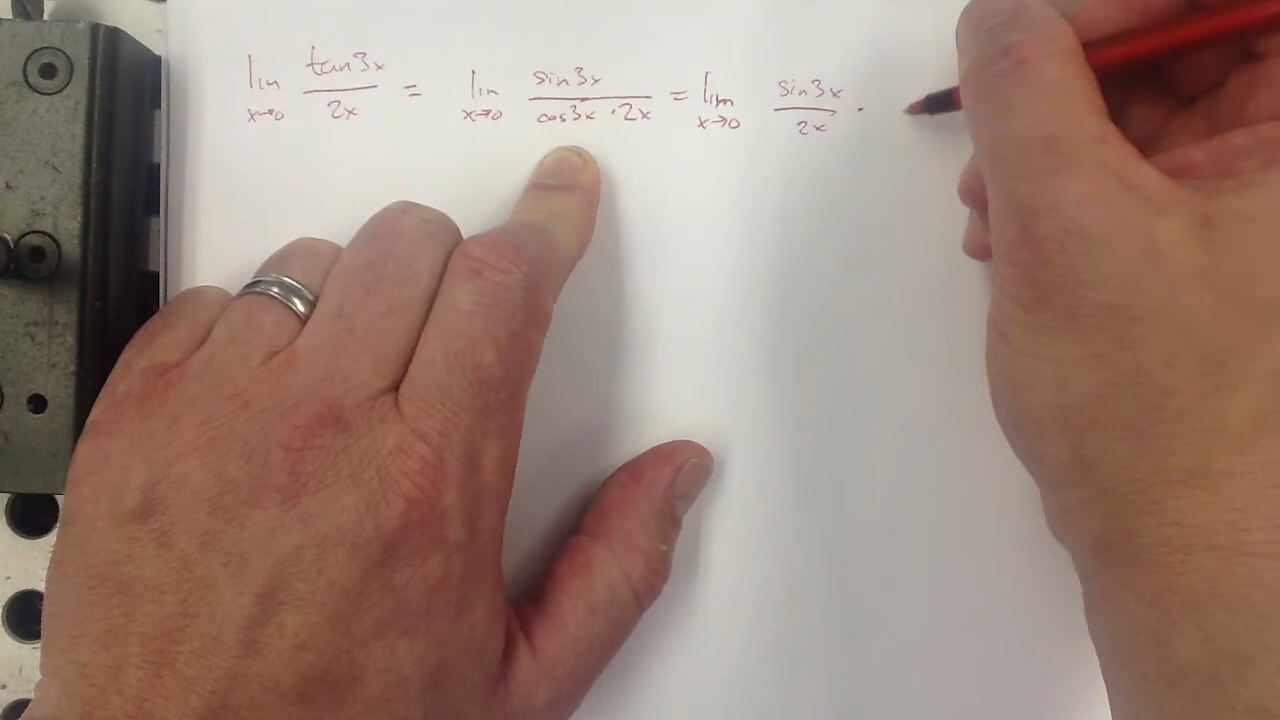 lim x→0 tan3x / 2x = lim x→0 sin3x / cos3x · 2x = lim x→0 sin3x / 2x ·